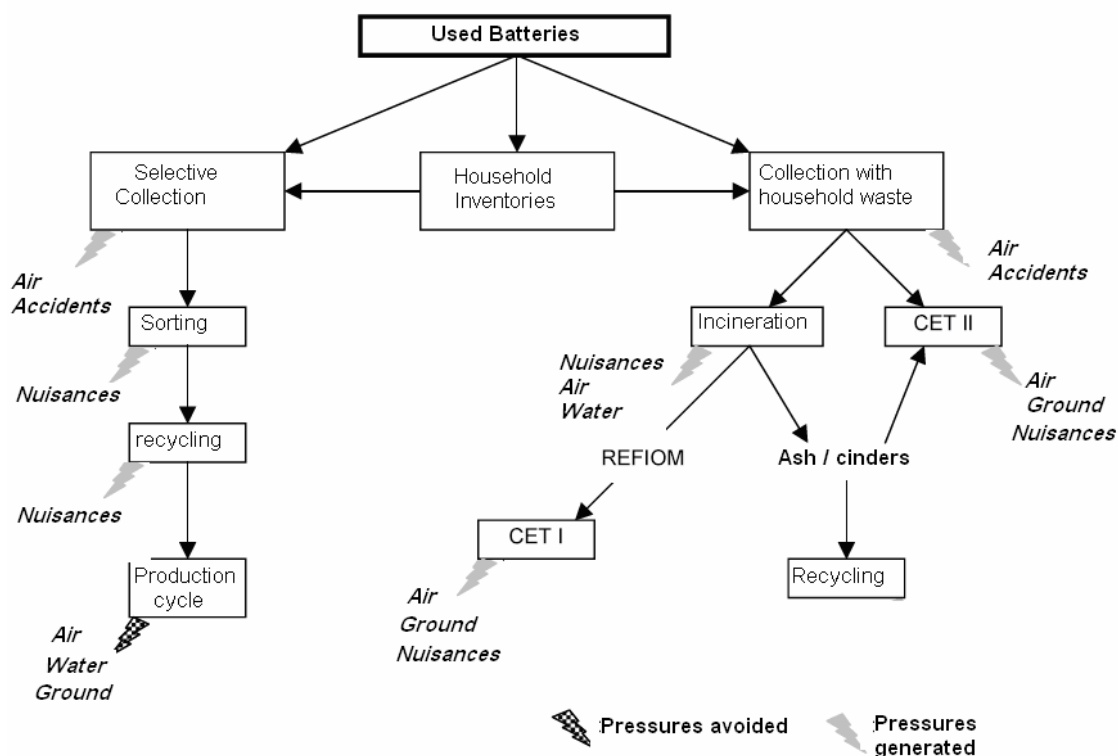 Used Batteries
Selective
Collection
Household
Inventories
Collection with
household waste
Air
Accidents
Air
Accidents
Sorting
Incineration
CET II
Nuisances
Nuisances
Air
Water
Air
Ground
Nuisances
recycling
REFIOM
Ash / cinders
Nuisances
CET I
Production
cycle
Recycling
Air
Ground
Nuisances
Air
Water
Ground
:Pressures avoided
:Pressures
generated